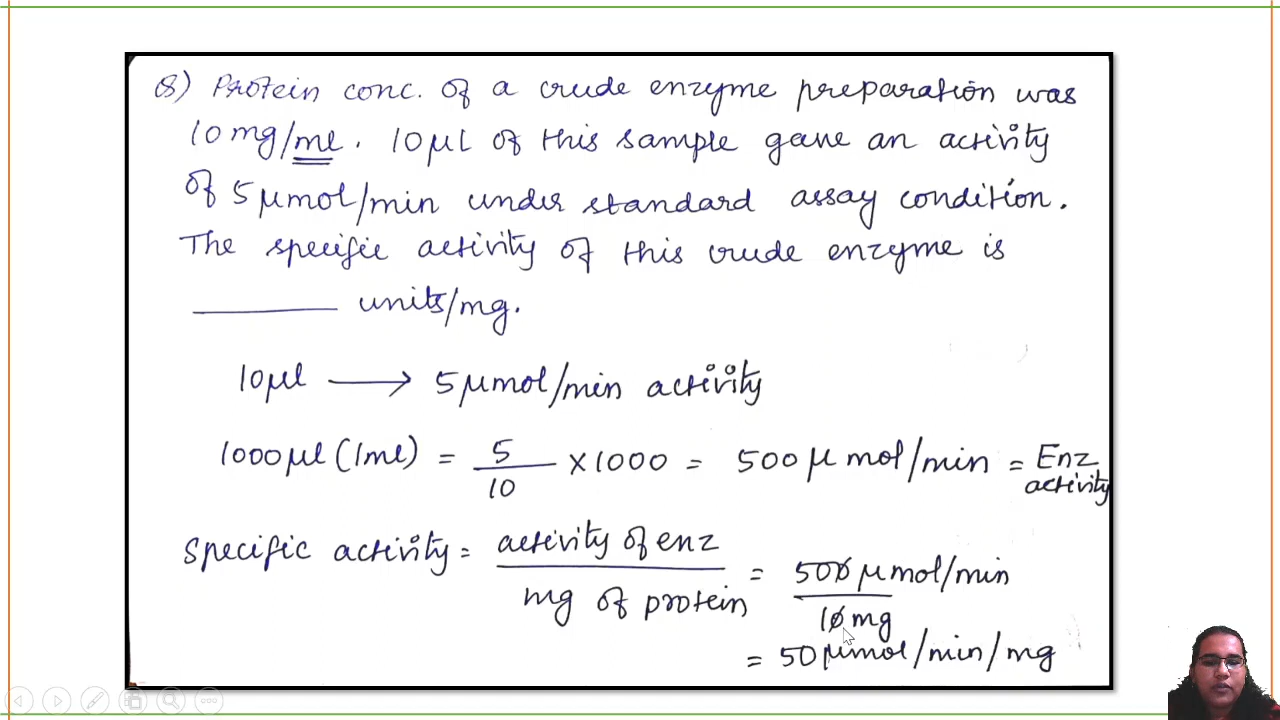 Q) Protein conc. of a crude enzyme preparation was
10 mg/ml. 10 μl of this sample gave an activity
of 5 μmol/min under standard assay condition.
The specific activity of this crude enzyme is
________ units/mg.
10μl ⟶ 5 μmol/min activity
1000 μl (1ml) = 5/10 × 1000 = 500 μ mol/min = Enz activity
Specific activity = activity of enz / mg of protein = 500 μmol/min / 10 mg
= 50 μmol/min/mg